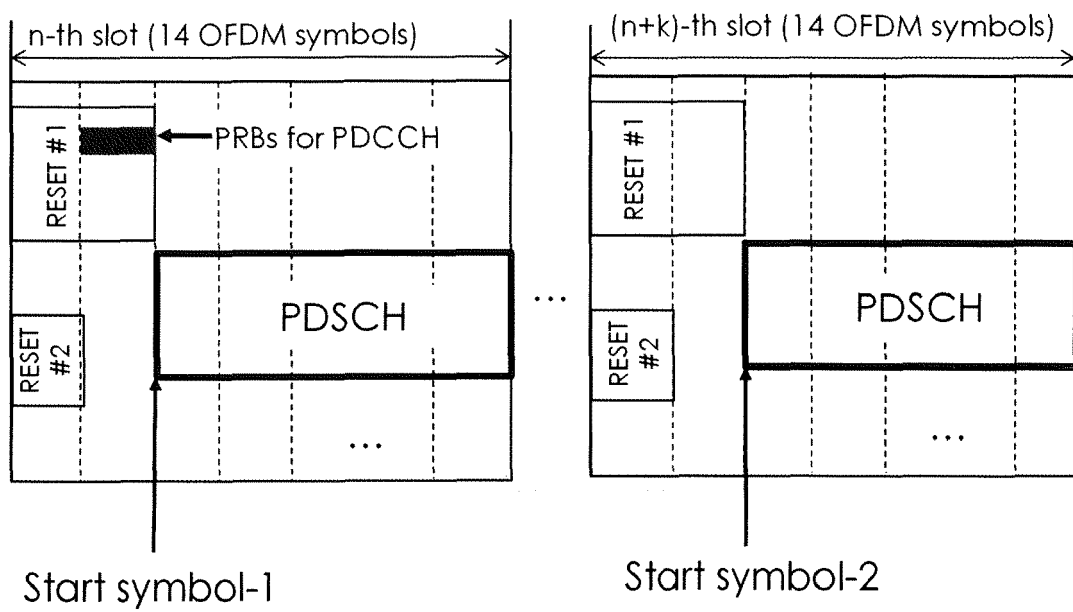 n-th slot (14 OFDM symbols)
(n+k)-th slot (14 OFDM symbols)
RESET #1
PRBs for PDCCH
RESET #1
PDSCH
...
PDSCH
RESET
#2
RESET
#2
...
...
Start symbol-1
Start symbol-2